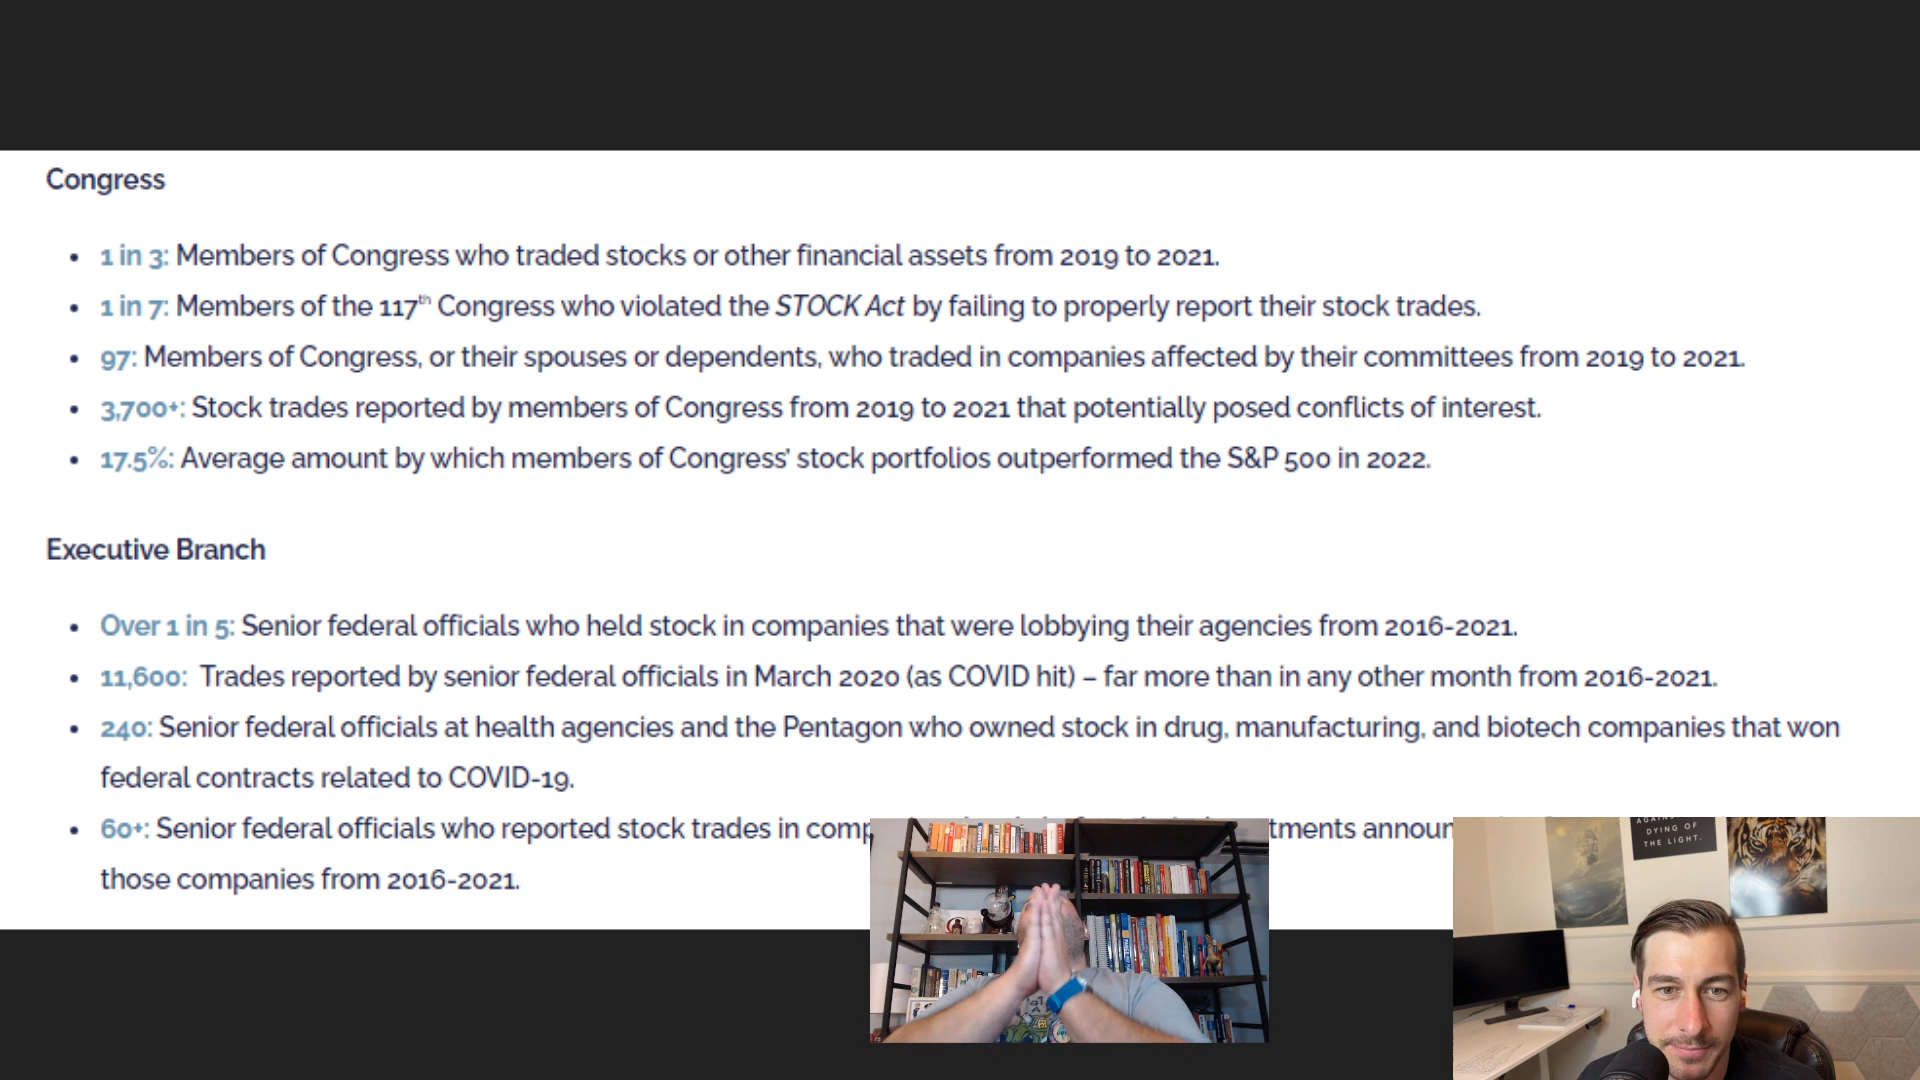 Congress
• 1 in 3: Members of Congress who traded stocks or other financial assets from 2019 to 2021.
• 1 in 7: Members of the 117th Congress who violated the STOCK Act by failing to properly report their stock trades.
• 97: Members of Congress, or their spouses or dependents, who traded in companies affected by their committees from 2019 to 2021.
• 3,700+: Stock trades reported by members of Congress from 2019 to 2021 that potentially posed conflicts of interest.
• 17.5%: Average amount by which members of Congress' stock portfolios outperformed the S&P 500 in 2022.
Executive Branch
• Over 1 in 5: Senior federal officials who held stock in companies that were lobbying their agencies from 2016-2021.
• 11,600: Trades reported by senior federal officials in March 2020 (as COVID hit) – far more than in any other month from 2016-2021.
• 240: Senior federal officials at health agencies and the Pentagon who owned stock in drug, manufacturing, and biotech companies that won
federal contracts related to COVID-19.
• 60+: Senior federal officials who reported stock trades in
those companies from 2016-2021.
DYING OF
THE LIGHT.